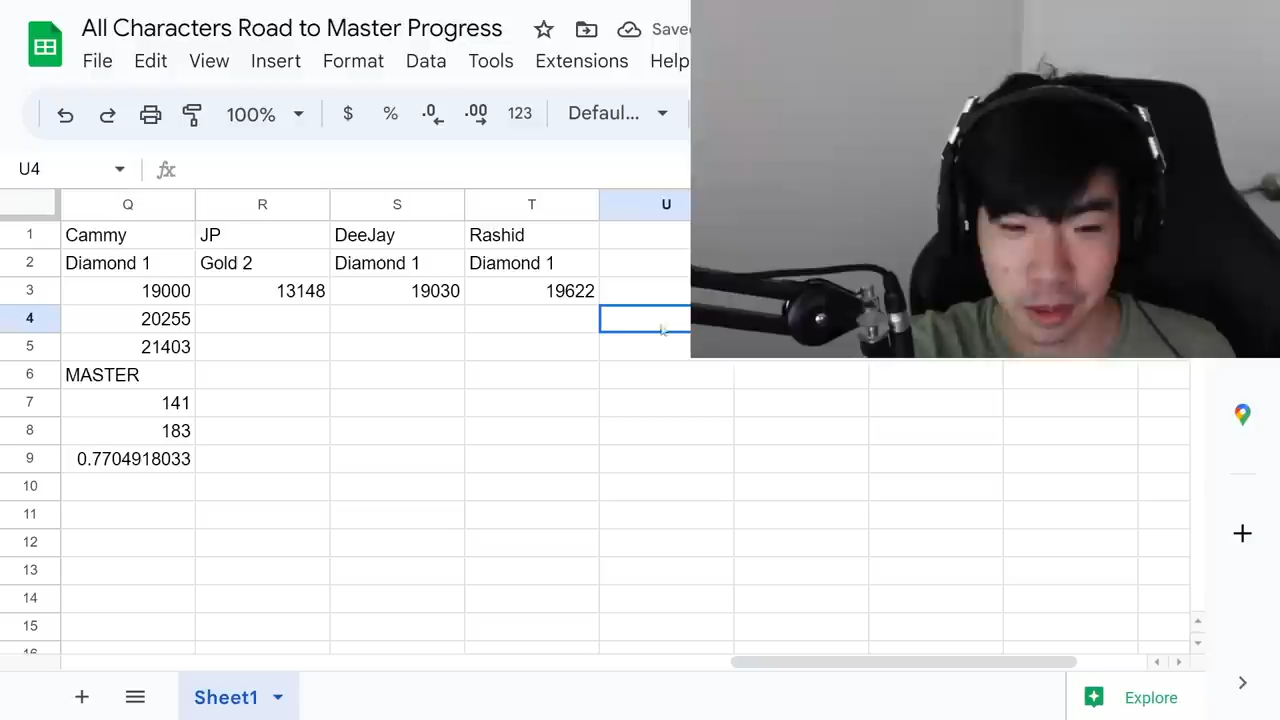 All Characters Road to Master Progress
Saved
File Edit View Insert Format Data Tools Extensions Help
100% $ % .0 .00 123 Defaul...
U4 fx
Q R S T U
1 Cammy JP DeeJay Rashid
2 Diamond 1 Gold 2 Diamond 1 Diamond 1
3 19000 13148 19030 19622
4 20255
5 21403
6 MASTER
7 141
8 183
9 0.7704918033
10
11
12
13
14
15
16
Sheet1 Explore